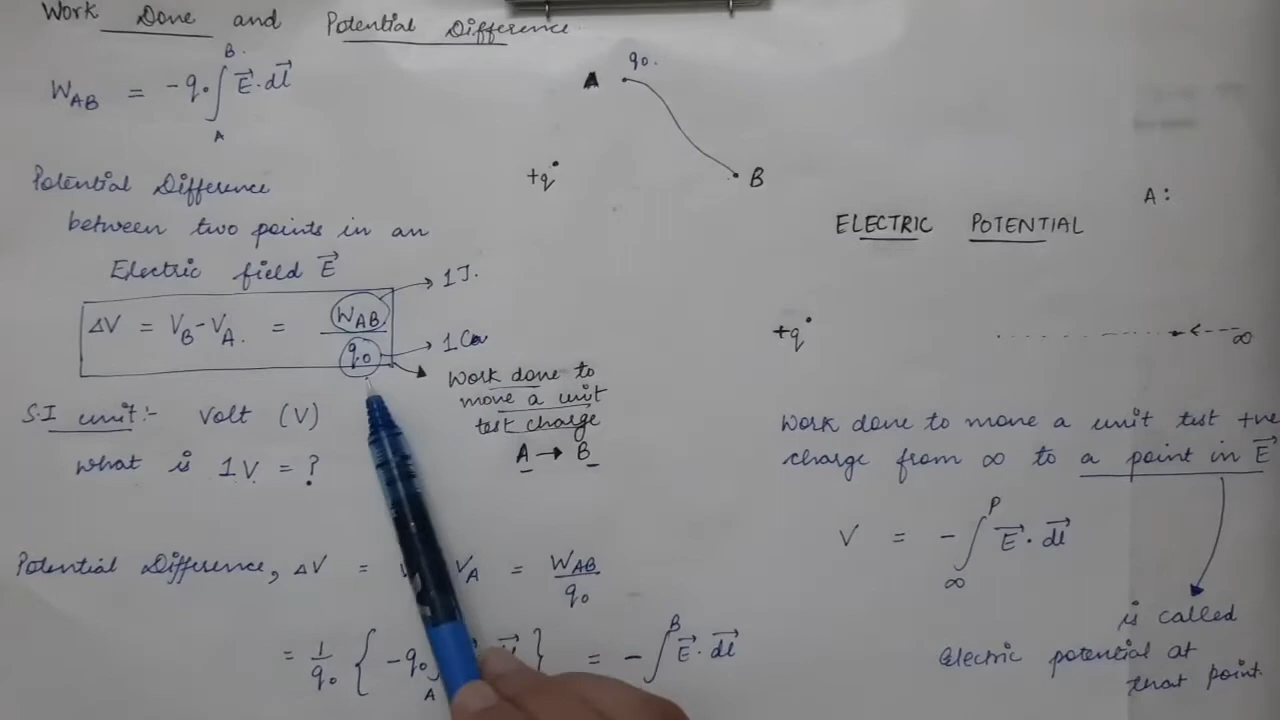 Work Done and Potential Difference
W_AB = -q₀ ∫_A^B E⃗ · dl⃗
q₀.
A
B
+q
Potential Difference
between two points in an
Electric field E⃗
ΔV = V_B - V_A. = W_AB / q₀
1J.
1C
Work done to
move a unit
test charge
A → B
S.I unit:- Volt (V)
What is 1V = ?
Potential Difference, ΔV = V_A = W_AB / q₀
= 1/q₀ { -q₀ A } = - ∫^B E⃗ · dl⃗
A :
ELECTRIC POTENTIAL
+q ∞
Work done to move a unit test +ve
charge from ∞ to a point in E⃗
V = - ∫_∞^P E⃗ · dl⃗
is called
Electric potential at
that point.